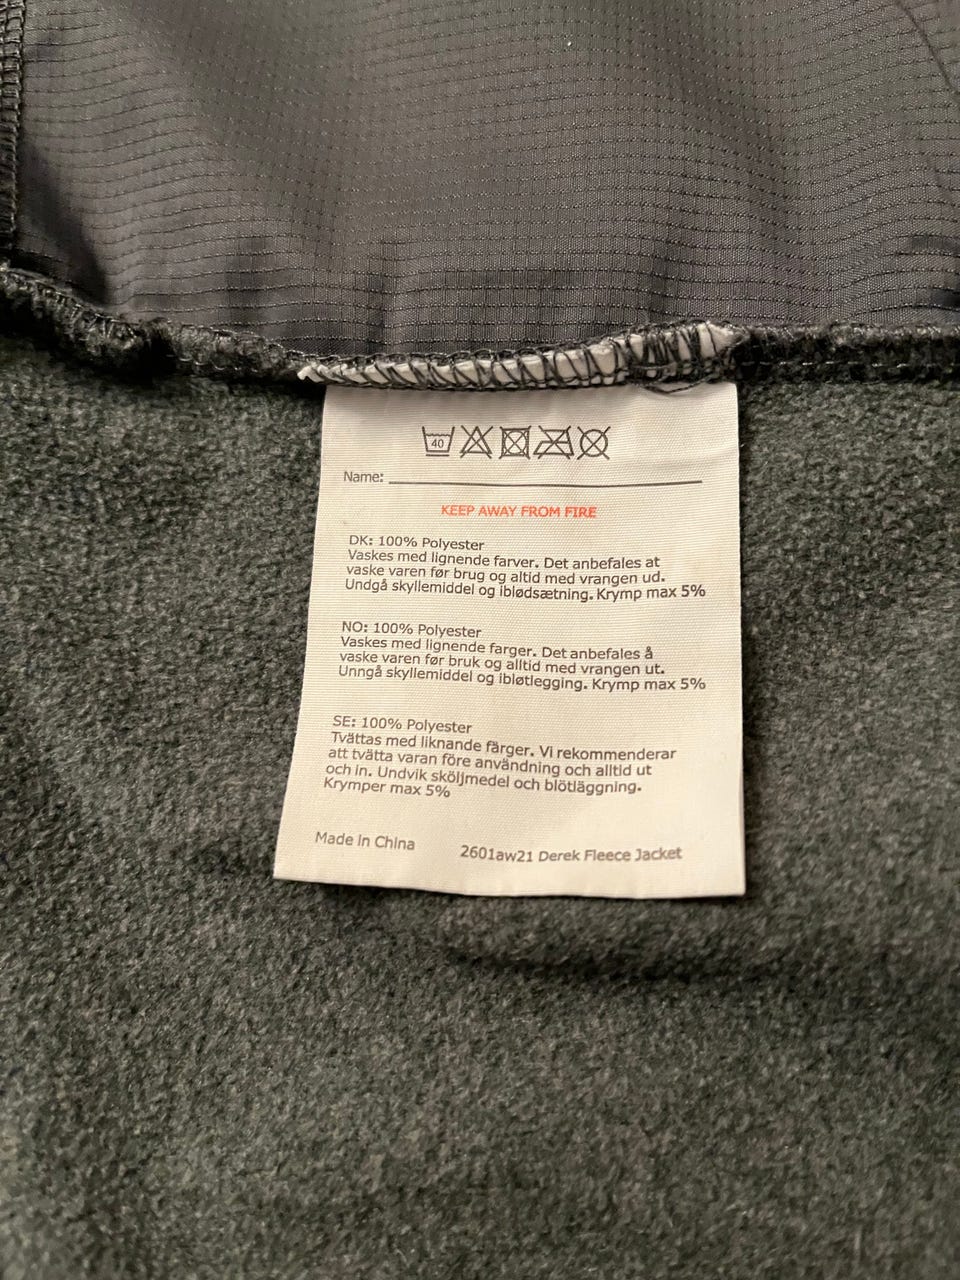 40
Name:
KEEP AWAY FROM FIRE
DK: 100% Polyester
Vaskes med lignende farver. Det anbefales at
vaske varen før brug og altid med vrangen ud.
Undgå skyllemiddel og iblødsætning. Krymp max 5%
NO: 100% Polyester
Vaskes med lignende farger. Det anbefales å
vaske varen før bruk og alltid med vrangen ut.
Unngå skyllemiddel og ibløtlegging. Krymp max 5%
SE: 100% Polyester
Tvättas med liknande färger. Vi rekommenderar
att tvätta varan före användning och alltid ut
och in. Undvik sköljmedel och blötläggning.
Krymper max 5%
Made in China
2601aw21 Derek Fleece Jacket